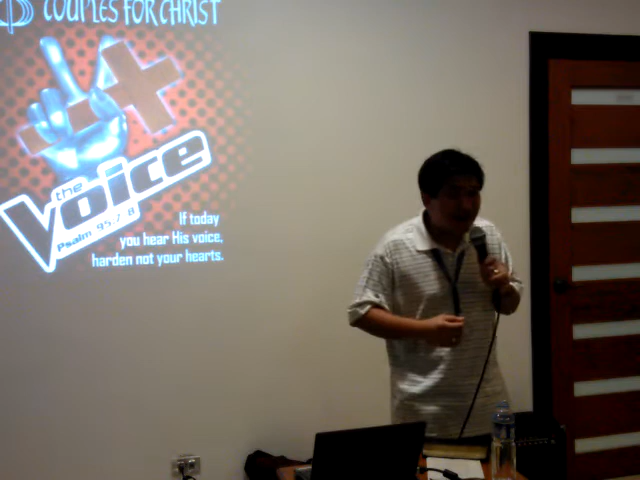 COUPLES FOR CHRIST
the
Voice
Psalm 95:7,8
If today
you hear His voice,
harden not your hearts.